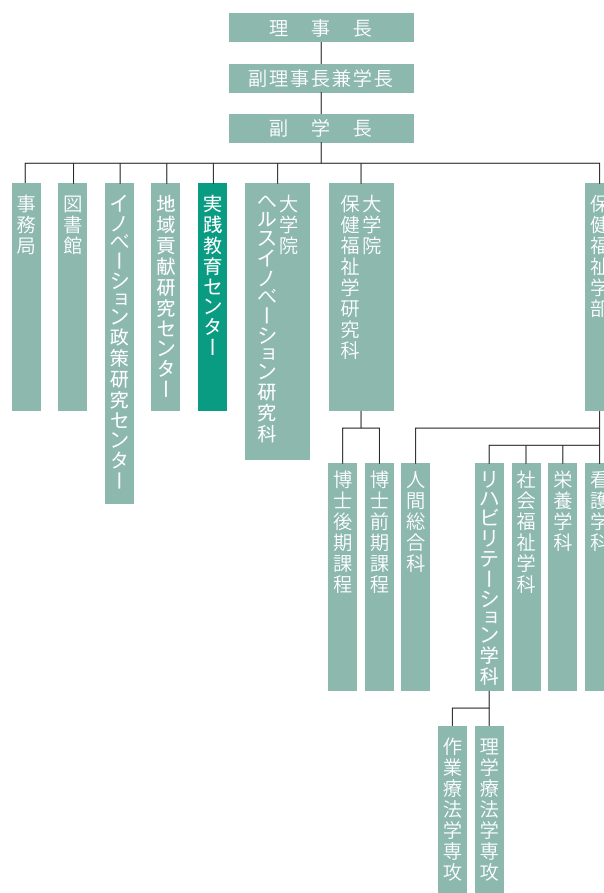 理事長
副理事長兼学長
副学長
保健福祉学部
大学院
保健福祉学研究科
大学院
ヘルスイノベーション研究科
実践教育センター
地域貢献研究センター
イノベーション政策研究センター
図書館
事務局
看護学科
栄養学科
社会福祉学科
リハビリテーション学科
人間総合科
博士前期課程
博士後期課程
理学療法学専攻
作業療法学専攻